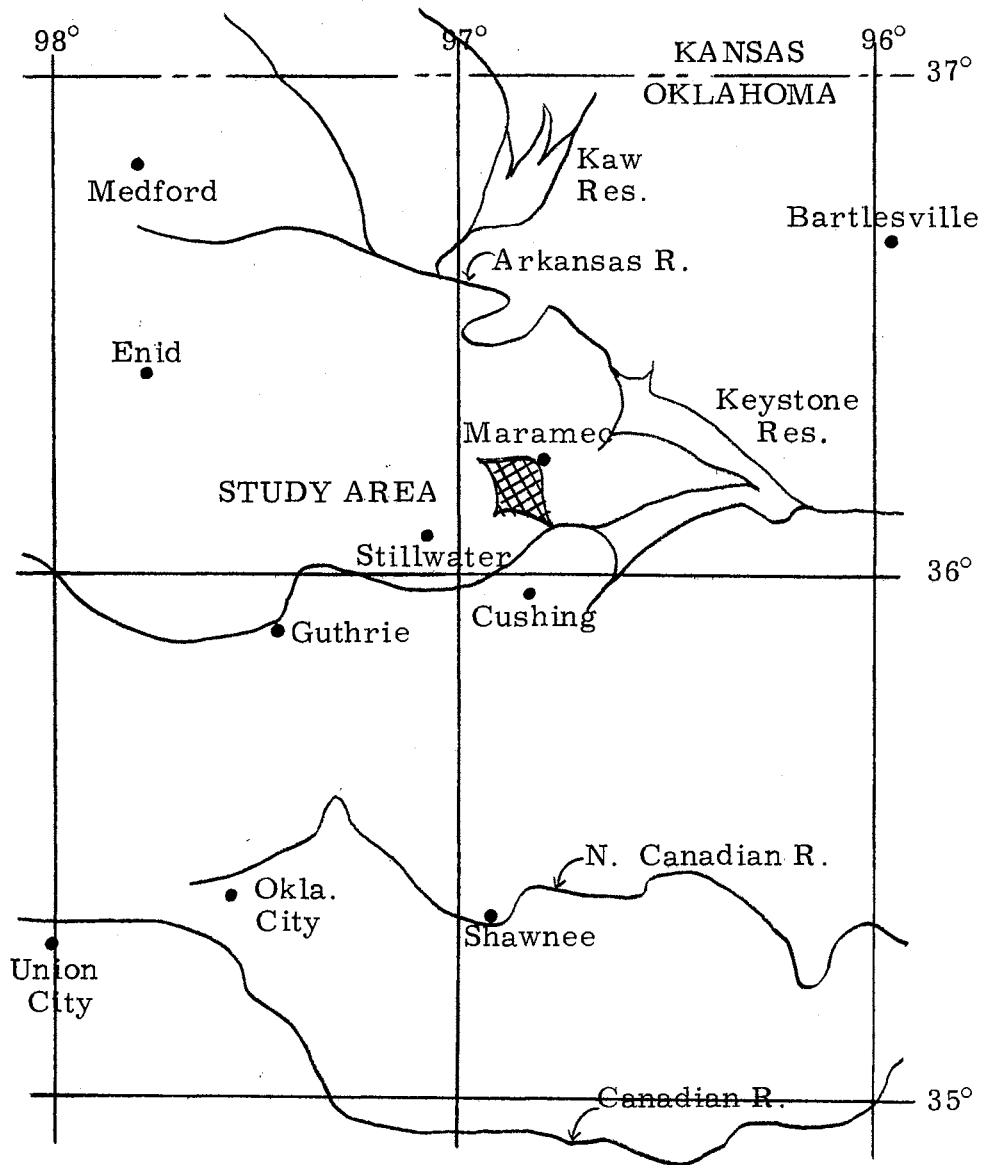 98°
97°
96°
KANSAS
37°
OKLAHOMA
Kaw
Res.
Medford
Bartlesville
Arkansas R.
Enid
Keystone
Res.
Maramec
STUDY AREA
Stillwater
36°
Cushing
Guthrie
N. Canadian R.
Okla.
City
Shawnee
Union
City
Canadian R.
35°